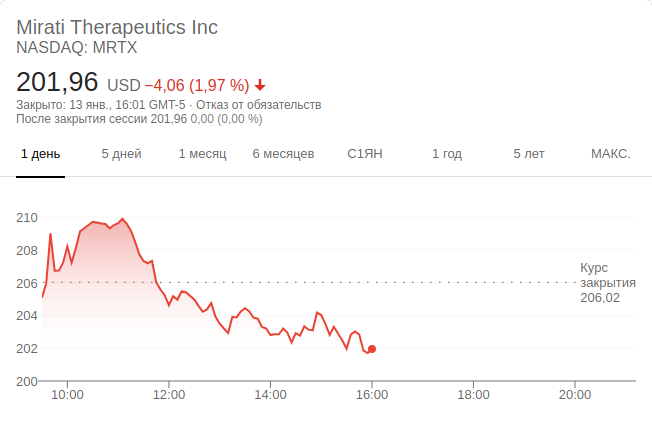 Mirati Therapeutics Inc
NASDAQ: MRTX
201,96 USD −4,06 (1,97 %)
Закрыто: 13 янв., 16:01 GMT-5 · Отказ от обязательств
После закрытия сессии 201,96 0,00 (0,00 %)
1 день 5 дней 1 месяц 6 месяцев С1ЯН 1 год 5 лет МАКС.
210
208
206
204
202
200
Курс
закрытия
206,02
10:00 12:00 14:00 16:00 18:00 20:00